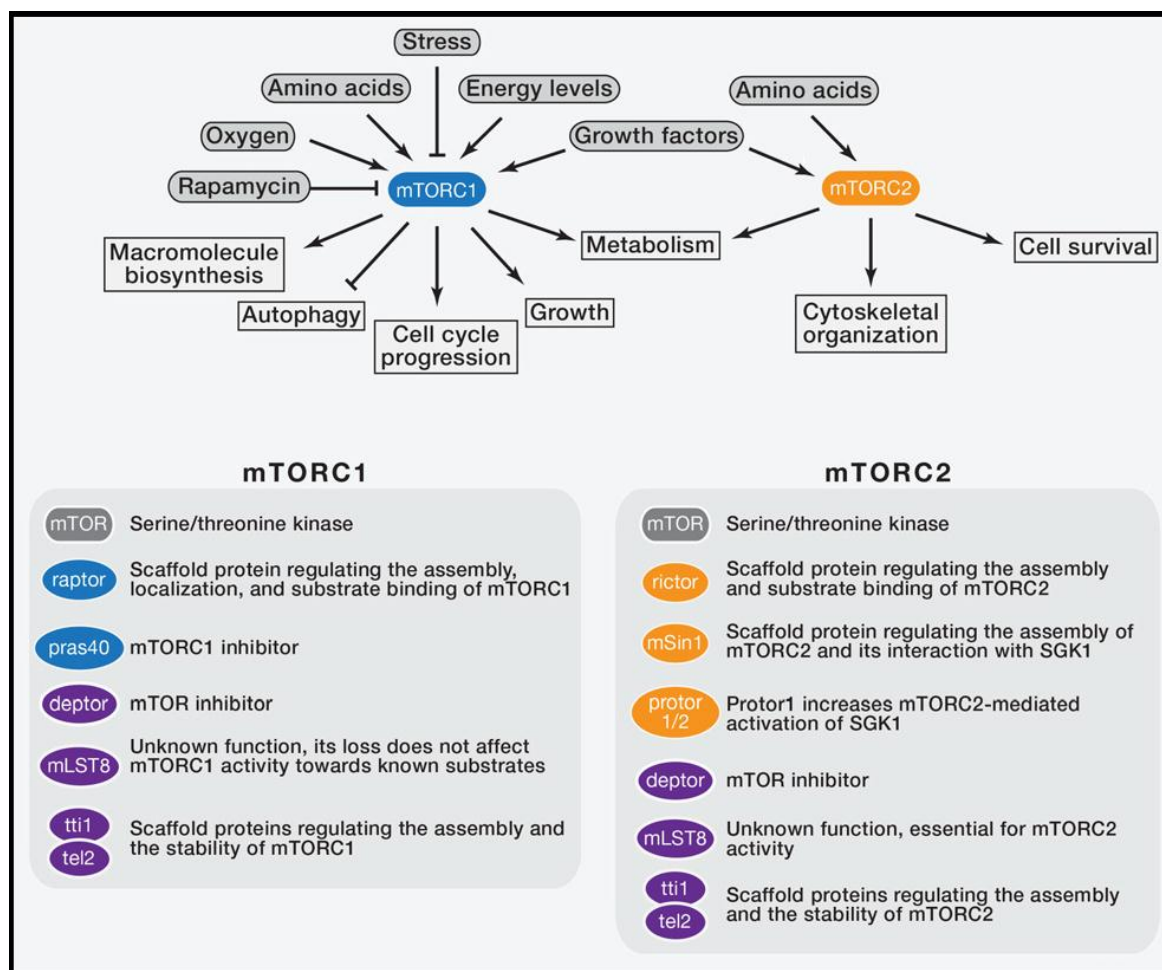 Stress
Amino acids
Energy levels
Amino acids
Oxygen
Growth factors
Rapamycin
mTORC1
mTORC2
Macromolecule
biosynthesis
Metabolism
Cell survival
Autophagy
Growth
Cell cycle
progression
Cytoskeletal
organization
mTORC1
mTOR
Serine/threonine kinase
raptor
Scaffold protein regulating the assembly,
localization, and substrate binding of mTORC1
pras40
mTORC1 inhibitor
deptor
mTOR inhibitor
mLST8
Unknown function, its loss does not affect
mTORC1 activity towards known substrates
tti1
tel2
Scaffold proteins regulating the assembly and
the stability of mTORC1
mTORC2
mTOR
Serine/threonine kinase
rictor
Scaffold protein regulating the assembly
and substrate binding of mTORC2
mSin1
Scaffold protein regulating the assembly of
mTORC2 and its interaction with SGK1
protor
1/2
Protor1 increases mTORC2-mediated
activation of SGK1
deptor
mTOR inhibitor
mLST8
Unknown function, essential for mTORC2
activity
tti1
tel2
Scaffold proteins regulating the assembly
and the stability of mTORC2